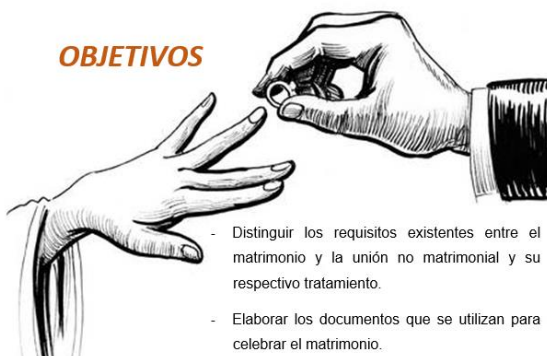 OBJETIVOS
- Distinguir los requisitos existentes entre el
matrimonio y la unión no matrimonial y su
respectivo tratamiento.
- Elaborar los documentos que se utilizan para
celebrar el matrimonio.